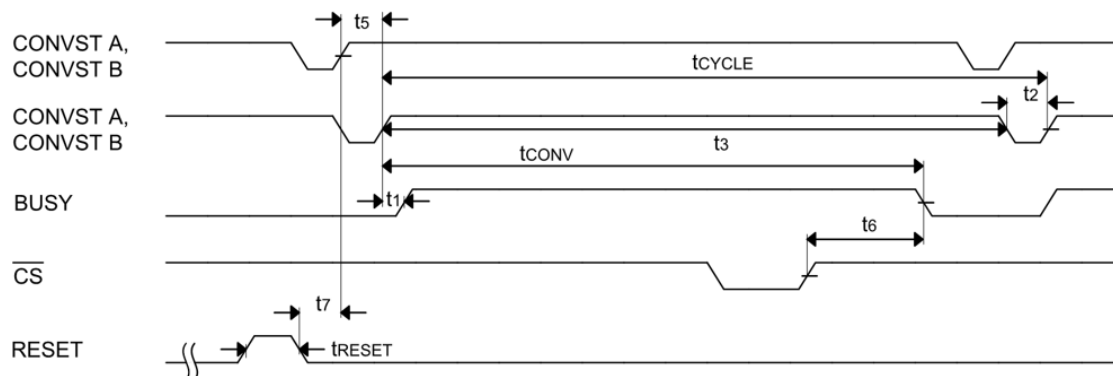 t5
CONVST A,
CONVST B
tCYCLE
t2
CONVST A,
CONVST B
t3
tCONV
t1
BUSY
t6
CS
t7
RESET
tRESET